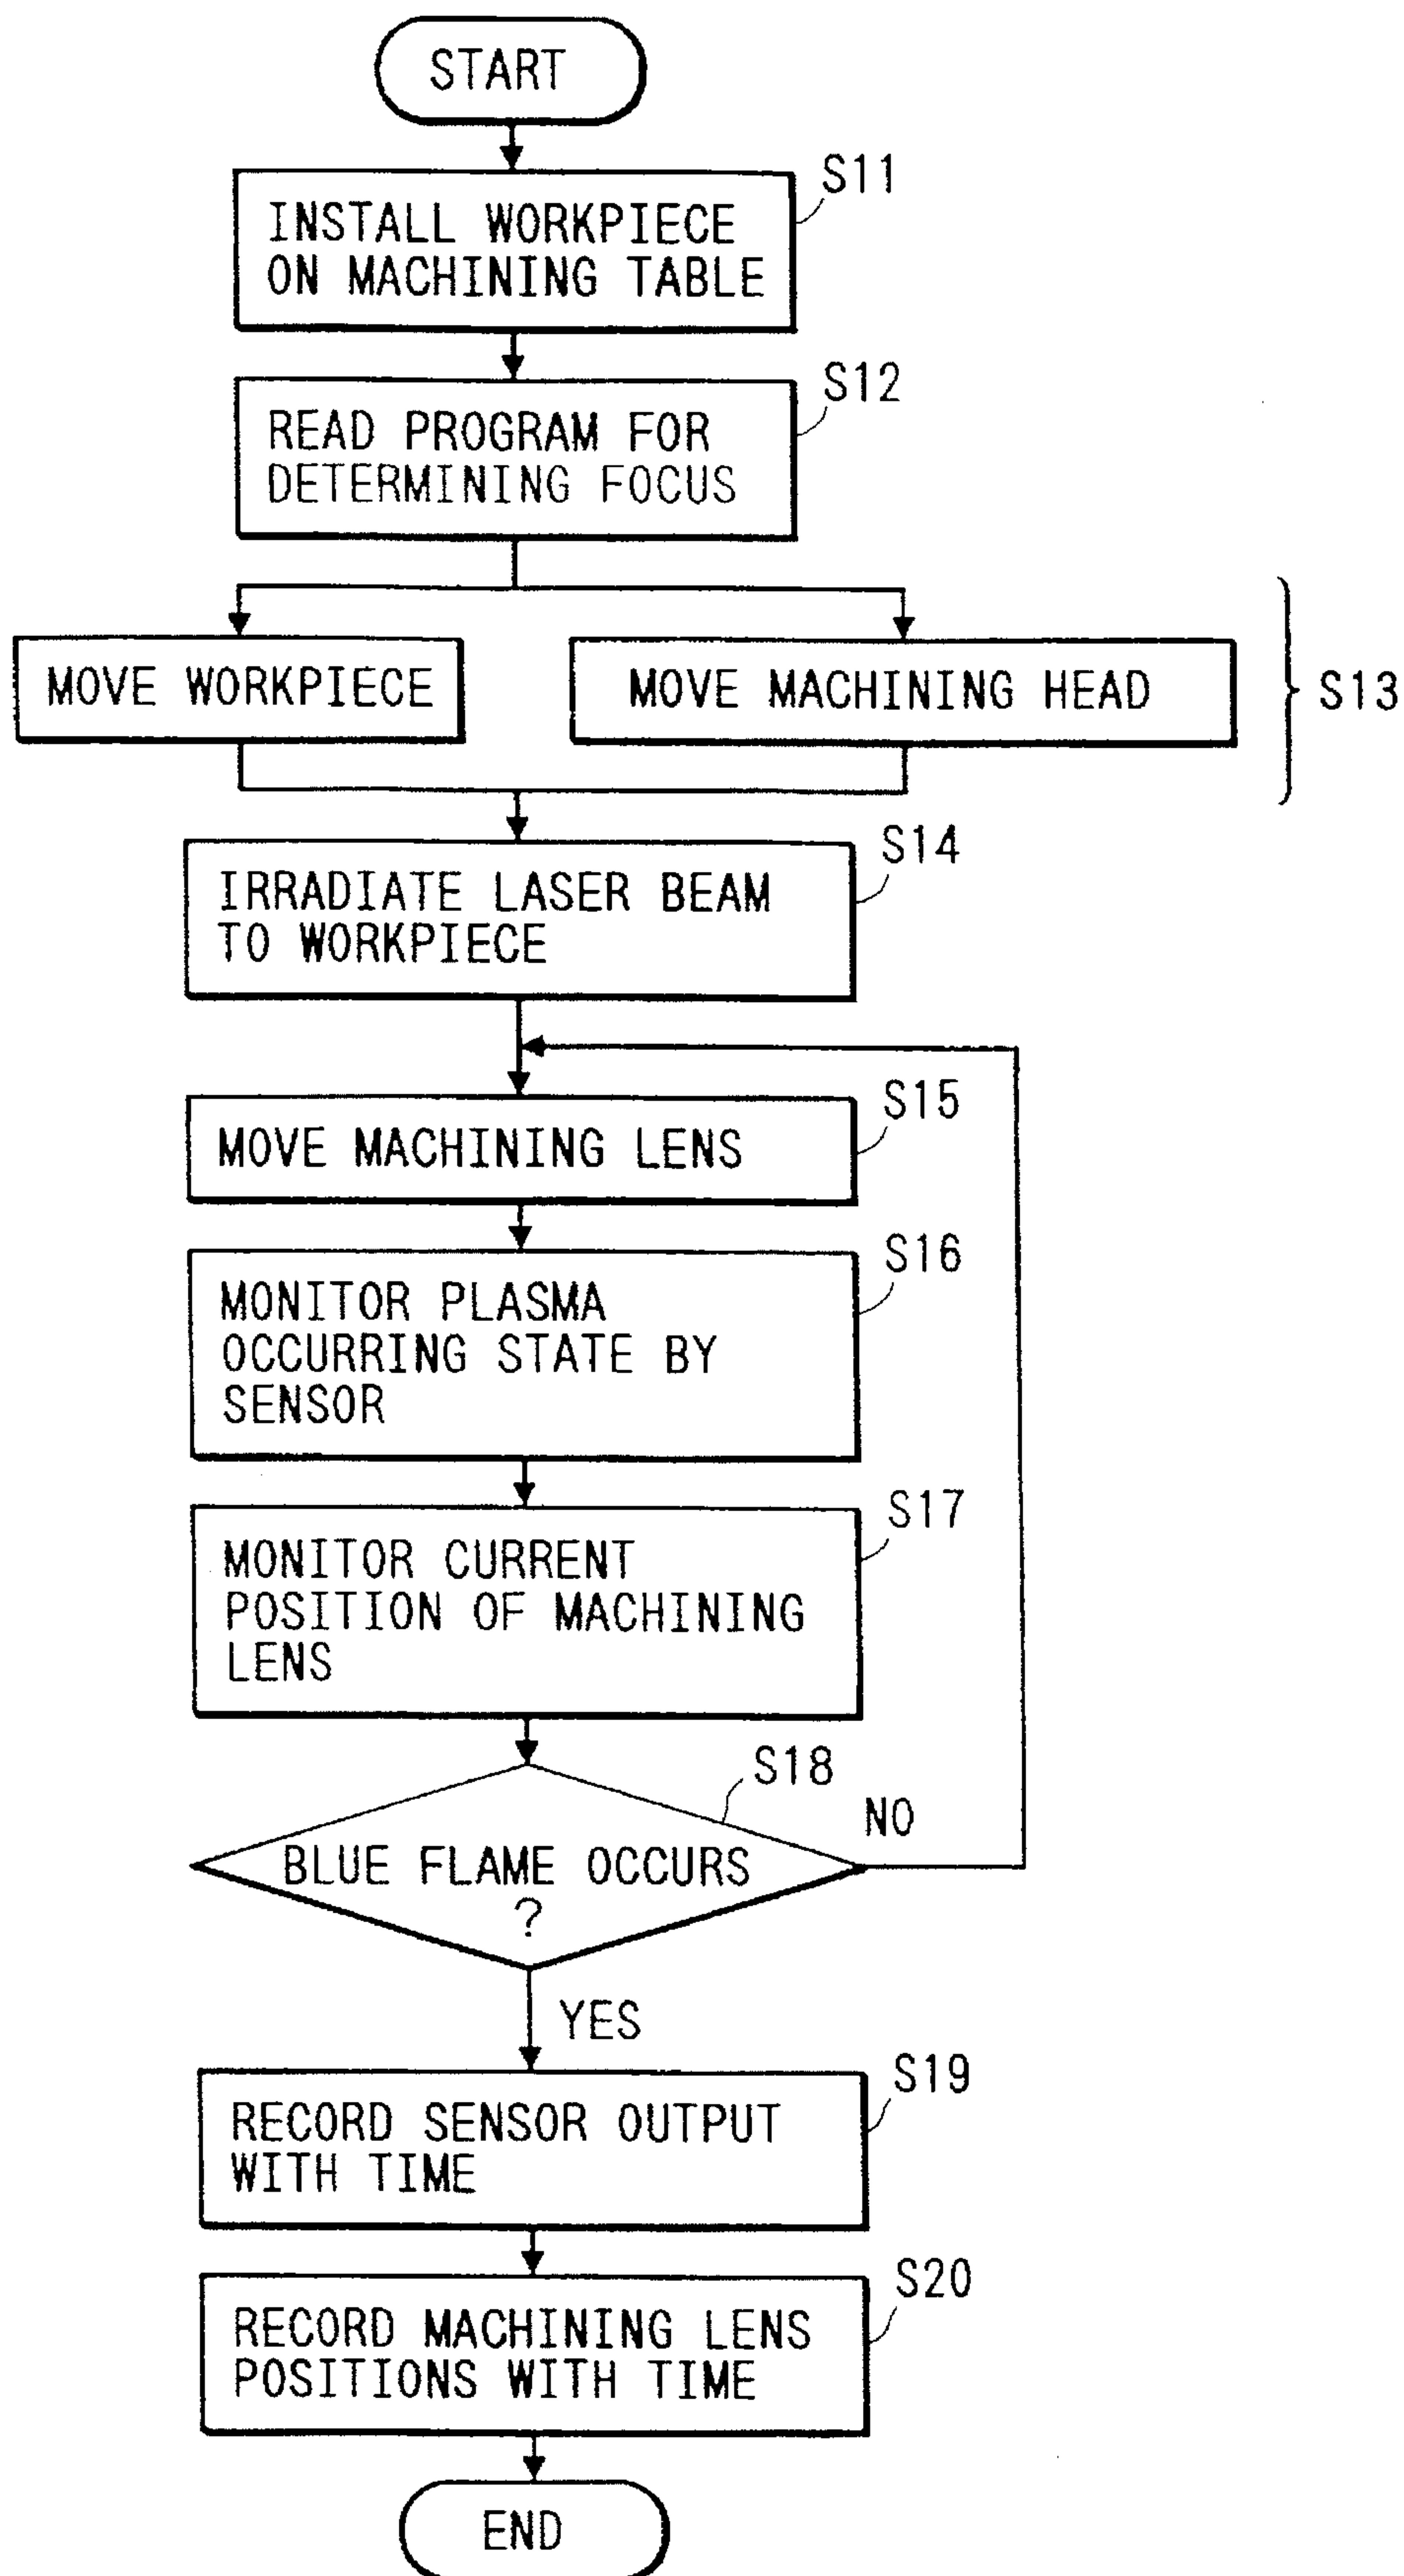 START
S11
INSTALL WORKPIECE
ON MACHINING TABLE
S12
READ PROGRAM FOR
DETERMINING FOCUS
MOVE WORKPIECE
MOVE MACHINING HEAD
S13
S14
IRRADIATE LASER BEAM
TO WORKPIECE
S15
MOVE MACHINING LENS
S16
MONITOR PLASMA
OCCURRING STATE BY
SENSOR
S17
MONITOR CURRENT
POSITION OF MACHINING
LENS
S18
NO
BLUE FLAME OCCURS
?
YES
S19
RECORD SENSOR OUTPUT
WITH TIME
S20
RECORD MACHINING LENS
POSITIONS WITH TIME
END